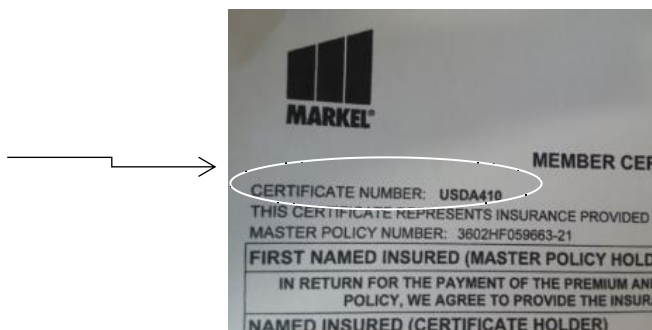 MARKEL®
MEMBER CER
CERTIFICATE NUMBER: USDA410
THIS CERTIFICATE REPRESENTS INSURANCE PROVIDED
MASTER POLICY NUMBER: 3602HF059663-21
FIRST NAMED INSURED (MASTER POLICY HOLD
IN RETURN FOR THE PAYMENT OF THE PREMIUM AN
POLICY, WE AGREE TO PROVIDE THE INSURA
NAMED INSURED (CERTIFICATE HOLDER)